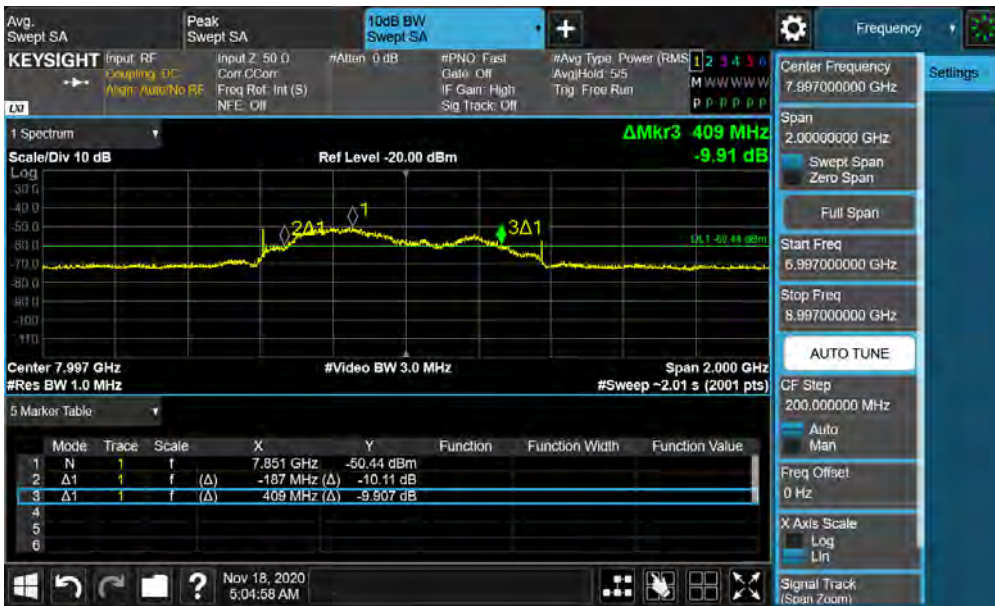 Avg.
Swept SA
Peak
Swept SA
10dB BW
Swept SA
+
Frequency
KEYSIGHT
LXI
Input: RF
Coupling: DC
Align: Auto/No RF
Input Z: 50 Ω
Corr CCorr
Freq Ref: Int (S)
NFE: Off
#Atten: 0 dB
#PNO: Fast
Gate: Off
IF Gain: High
Sig Track: Off
#Avg Type: Power (RMS
Avg|Hold: 5/5
Trig: Free Run
1 2 3 4 5 6
M W W W W W
P P P P P P
1 Spectrum
Scale/Div 10 dB
Ref Level -20.00 dBm
ΔMkr3 409 MHz
-9.91 dB
Log
-30.0
-40.0
-50.0
-60.0
-70.0
-80.0
-90.0
-100
-110
1
2Δ1
3Δ1
DL1 -60.44 dBm
Center 7.997 GHz
#Video BW 3.0 MHz
Span 2.000 GHz
#Res BW 1.0 MHz
#Sweep ~2.01 s (2001 pts)
5 Marker Table
Mode Trace Scale X Y Function Function Width Function Value
1 N 1 f 7.851 GHz -50.44 dBm
2 Δ1 1 f (Δ) -187 MHz (Δ) -10.11 dB
3 Δ1 1 f (Δ) 409 MHz (Δ) -9.907 dB
4
5
6
Center Frequency
7.997000000 GHz
Settings
Span
2.00000000 GHz
Swept Span
Zero Span
Full Span
Start Freq
6.997000000 GHz
Stop Freq
8.997000000 GHz
AUTO TUNE
CF Step
200.000000 MHz
Auto
Man
Freq Offset
0 Hz
X Axis Scale
Log
Lin
Signal Track
(Span Zoom)
?
Nov 18, 2020
5:04:58 AM